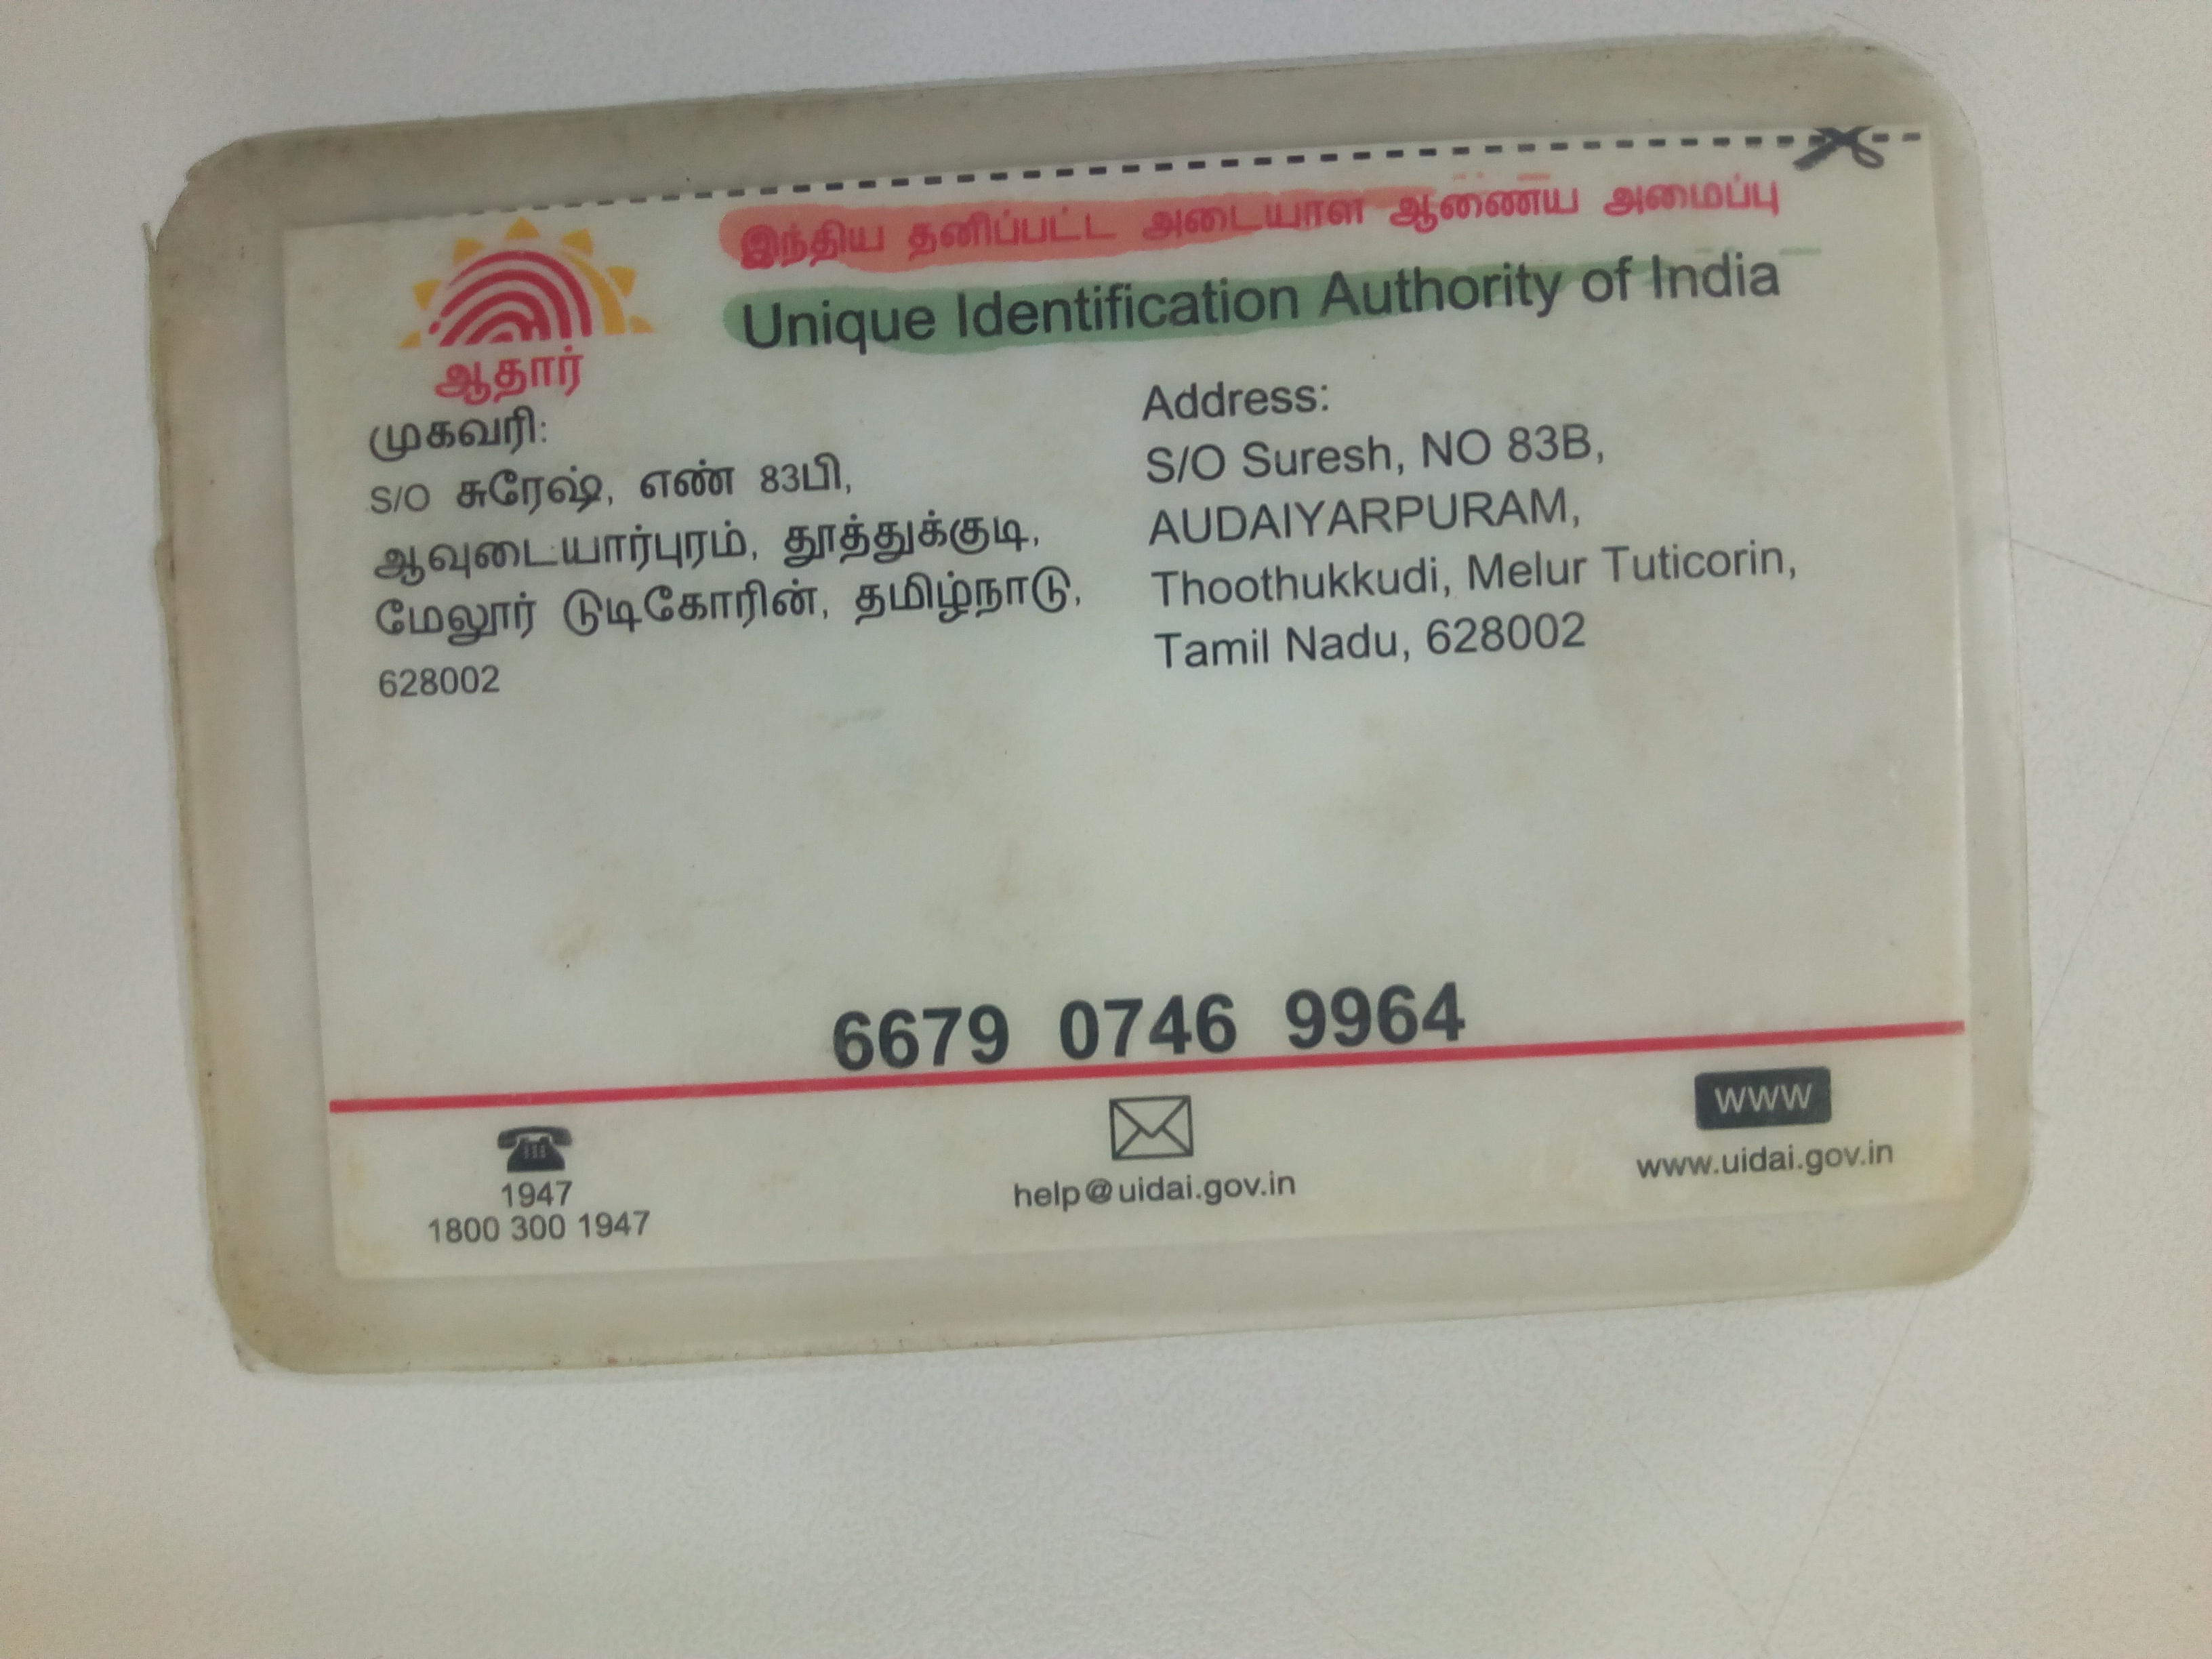 இந்திய தனிப்பட்ட அடையாள ஆணைய அமைப்பு
Unique Identification Authority of India
ஆதார்
முகவரி:
S/O சுரேஷ், எண் 83பி,
ஆவுடையார்புரம், தூத்துக்குடி,
மேலூர் டுடிகோரின், தமிழ்நாடு,
628002
Address:
S/O Suresh, NO 83B,
AUDAIYARPURAM,
Thoothukkudi, Melur Tuticorin,
Tamil Nadu, 628002
6679 0746 9964
1947
1800 300 1947
help@uidai.gov.in
WWW
www.uidai.gov.in